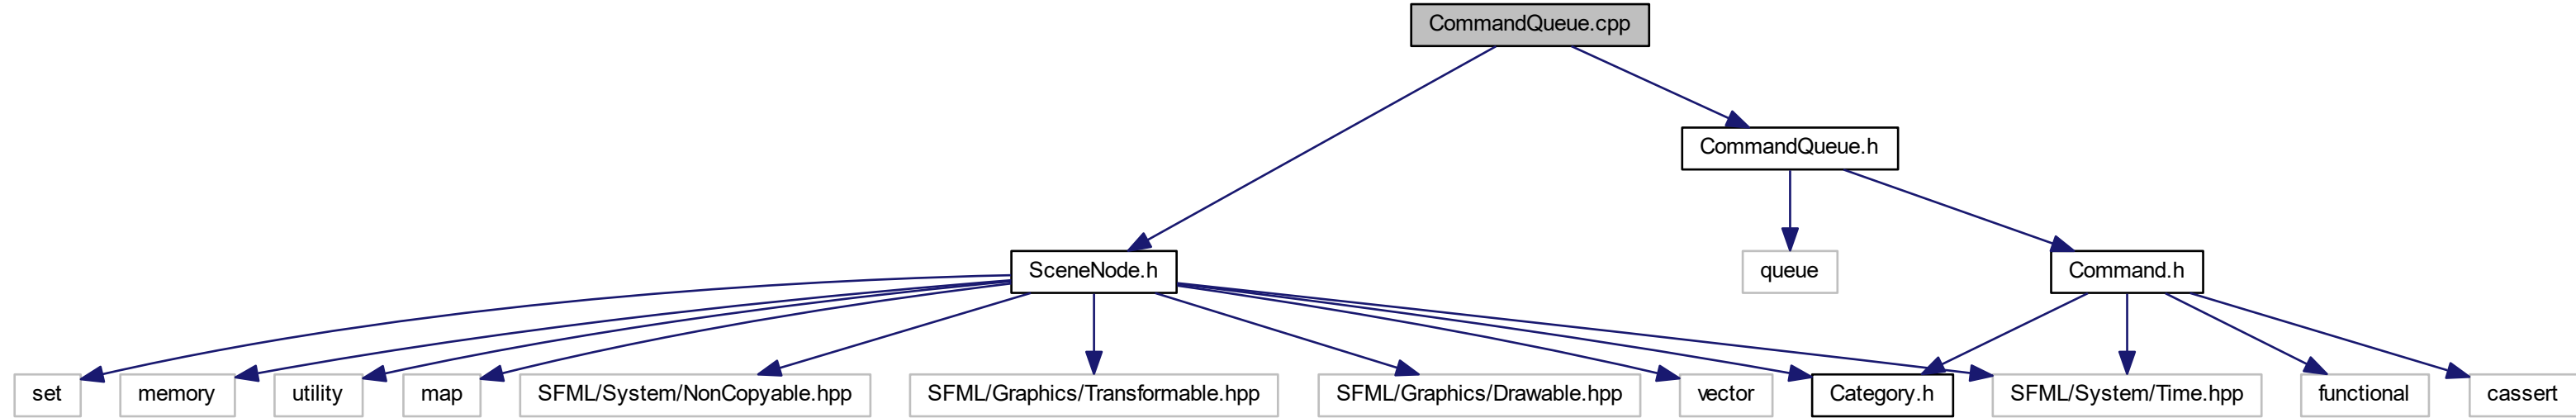 CommandQueue.cpp
CommandQueue.h
SceneNode.h
queue
Command.h
set
memory
utility
map
SFML/System/NonCopyable.hpp
SFML/Graphics/Transformable.hpp
SFML/Graphics/Drawable.hpp
vector
Category.h
SFML/System/Time.hpp
functional
cassert